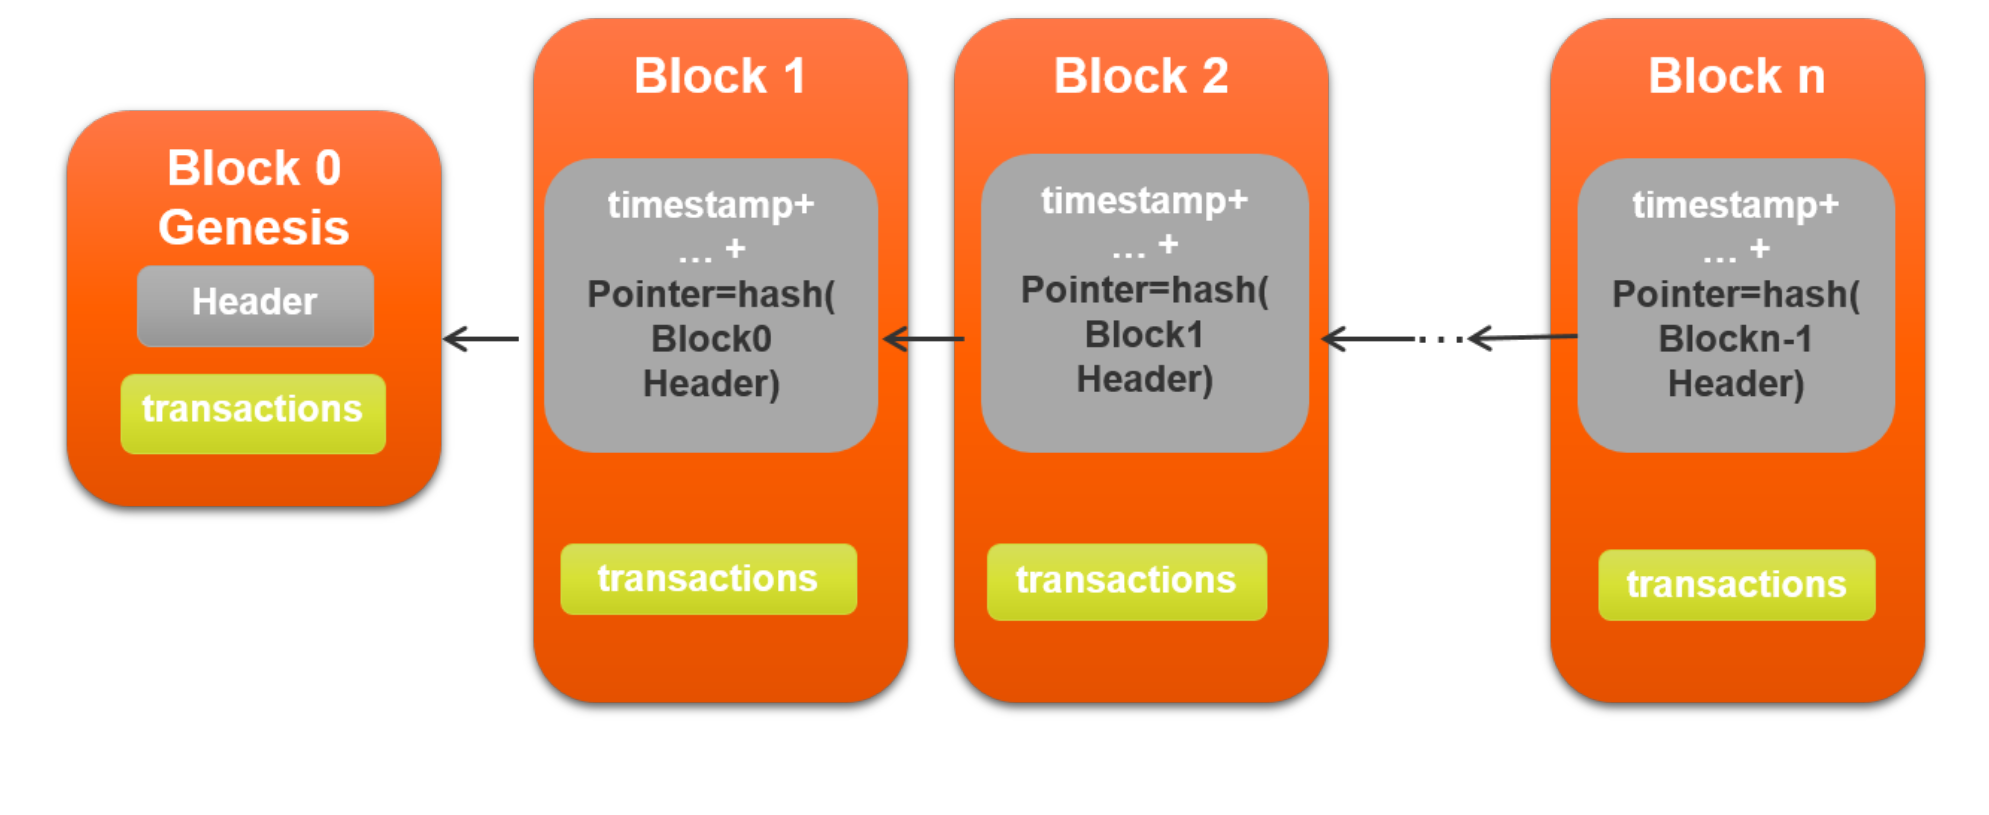 Block 0
Genesis
Header
transactions
Block 1
timestamp+
... +
Pointer=hash(
Block0
Header)
transactions
Block 2
timestamp+
... +
Pointer=hash(
Block1
Header)
transactions
...
Block n
timestamp+
... +
Pointer=hash(
Blockn-1
Header)
transactions